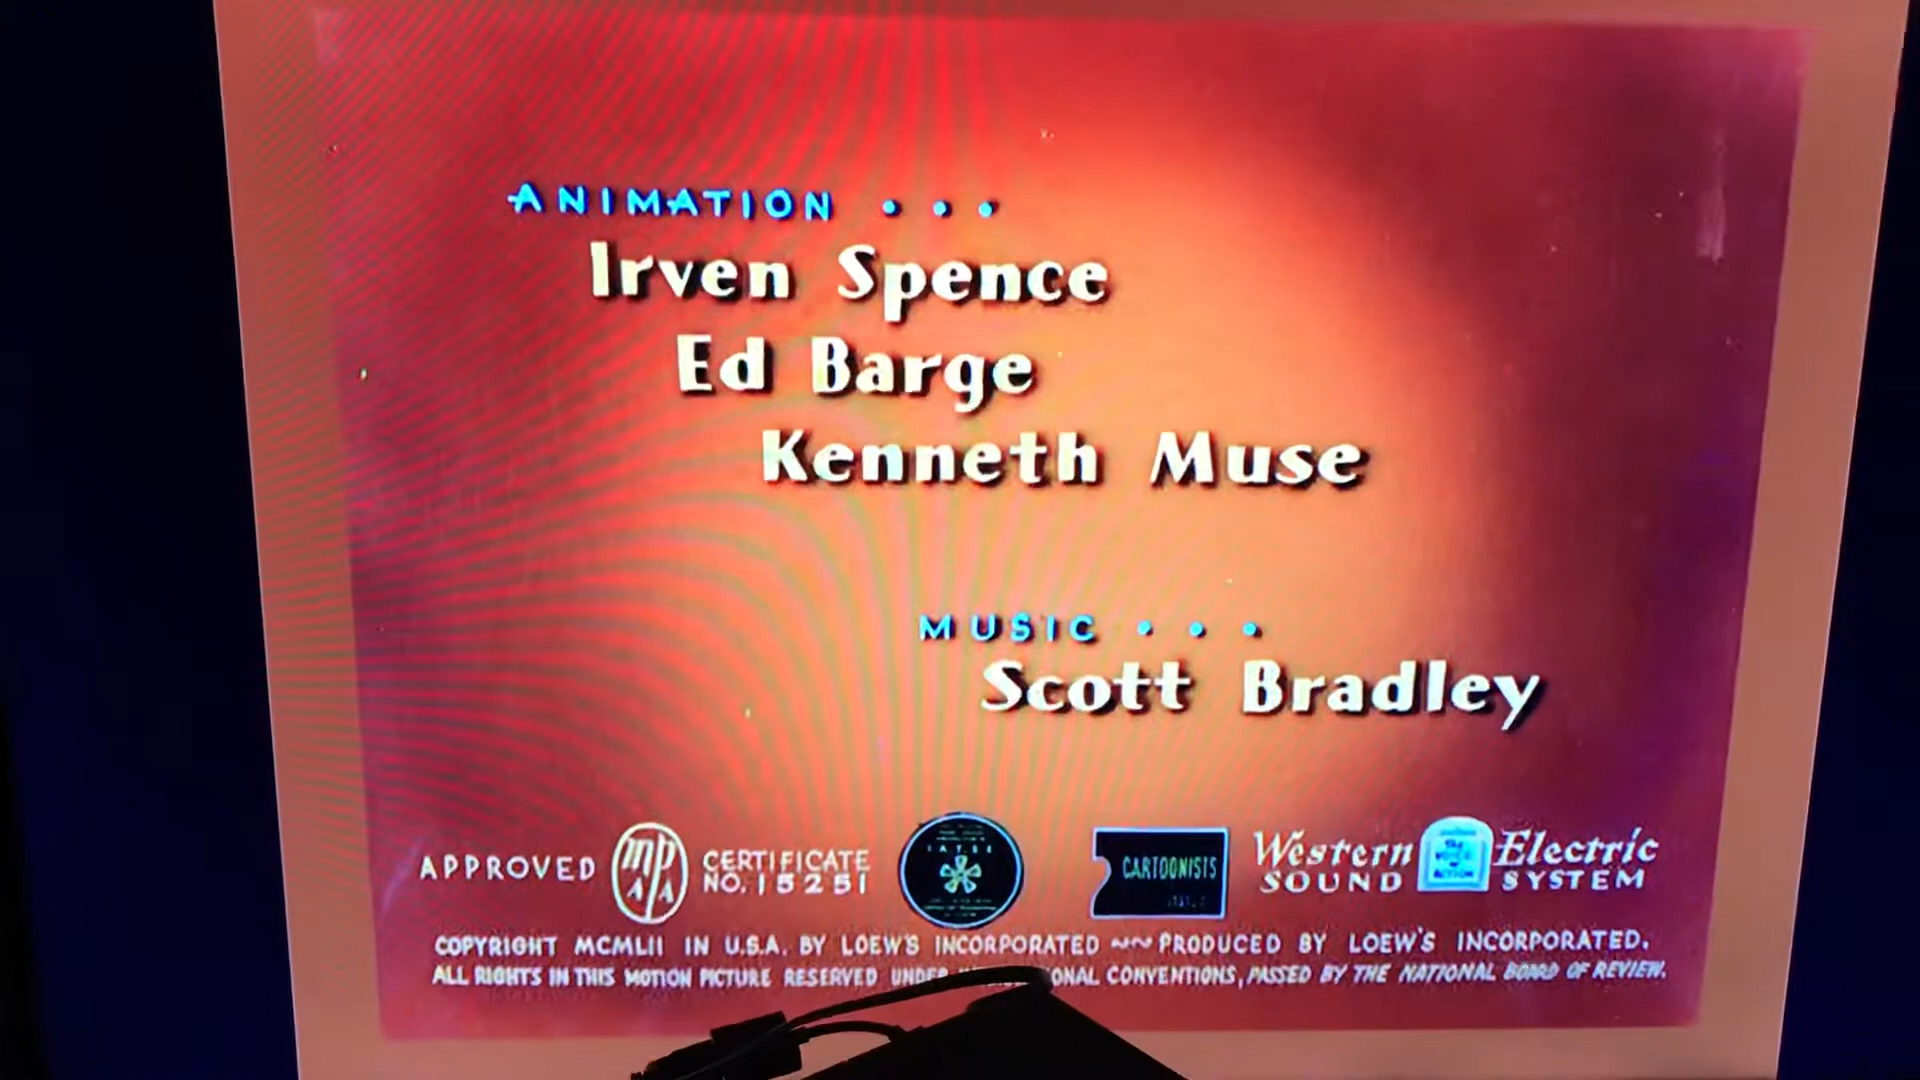 ANIMATION . . .
Irven Spence
Ed Barge
Kenneth Muse
MUSIC . . .
Scott Bradley
APPROVED MPAA CERTIFICATE NO. 15251
IATSE
CARTOONISTS
Western Electric
SOUND SYSTEM
COPYRIGHT MCMLII IN U.S.A. BY LOEW'S INCORPORATED ~~ PRODUCED BY LOEW'S INCORPORATED.
ALL RIGHTS IN THIS MOTION PICTURE RESERVED CONVENTIONS, PASSED BY THE NATIONAL BOARD OF REVIEW.